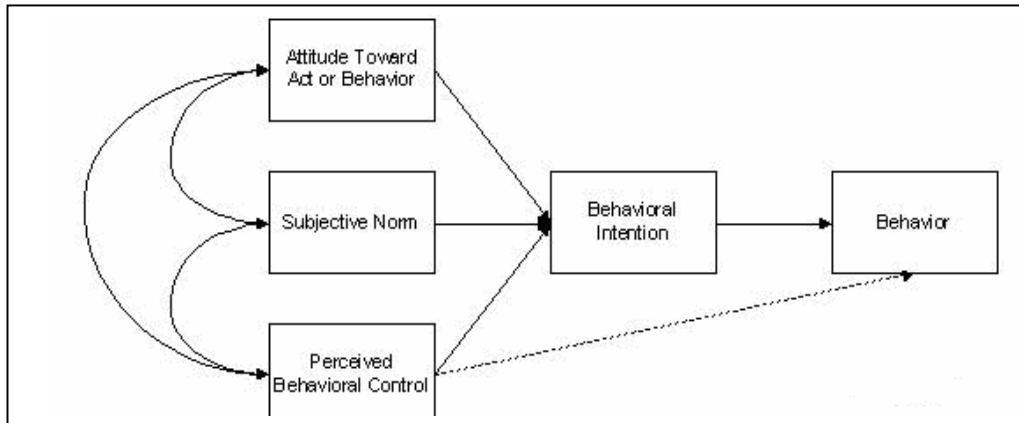 Attitude Toward
Act or Behavior
Subjective Norm
Behavioral
Intention
Behavior
Perceived
Behavioral Control